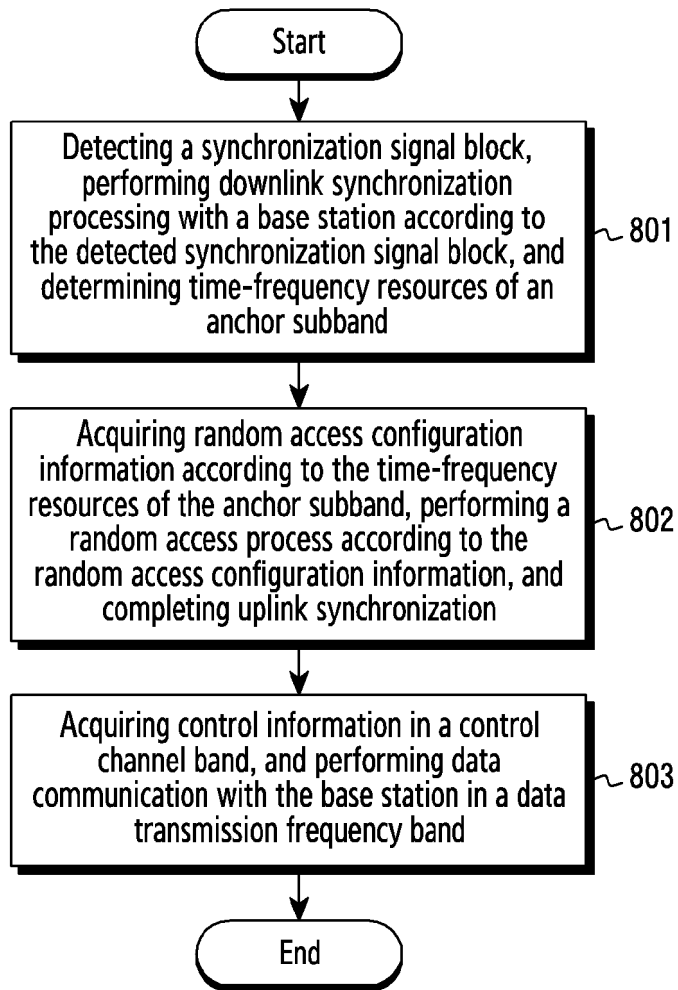 Start
Detecting a synchronization signal block,
performing downlink synchronization
processing with a base station according to
the detected synchronization signal block, and
determining time-frequency resources of an
anchor subband
801
Acquiring random access configuration
information according to the time-frequency
resources of the anchor subband, performing a
random access process according to the
random access configuration information, and
completing uplink synchronization
802
Acquiring control information in a control
channel band, and performing data
communication with the base station in a data
transmission frequency band
803
End